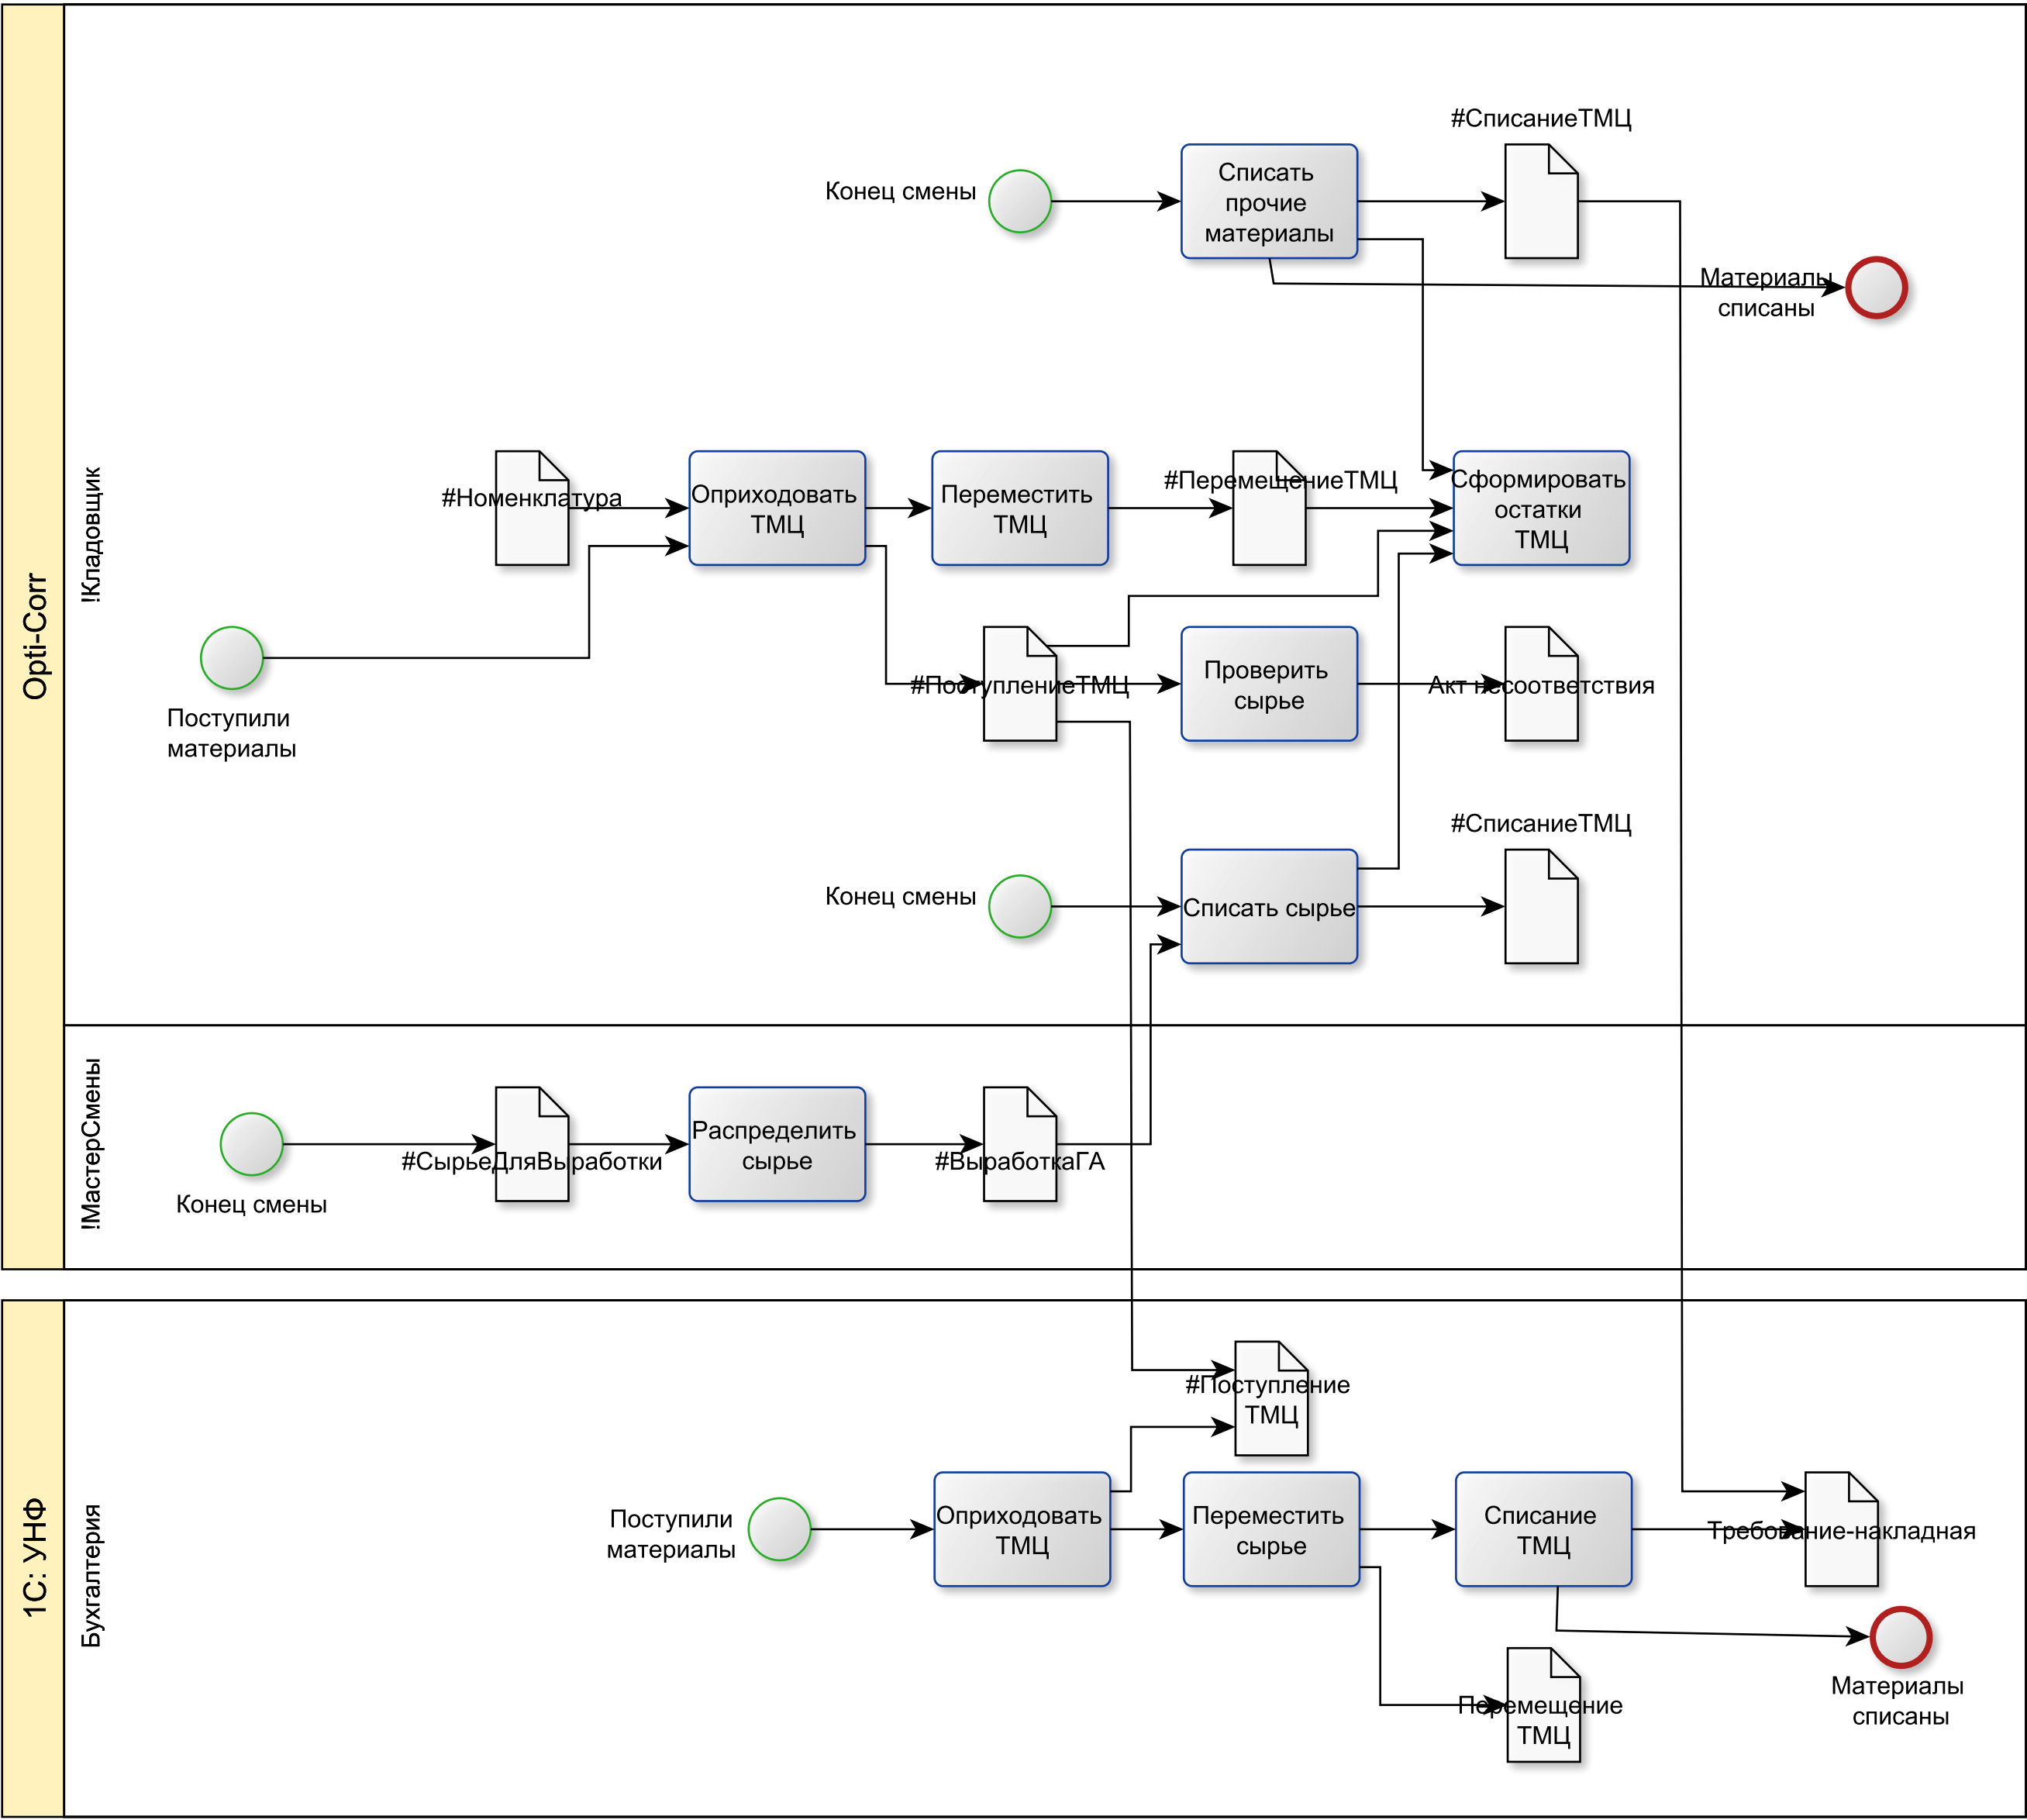 Opti-Corr
!Кладовщик
#СписаниеТМЦ
Конец смены
Списать
прочие
материалы
Материалы
списаны
#Номенклатура
Оприходовать
ТМЦ
Переместить
ТМЦ
#ПеремещениеТМЦ
Сформировать
остатки
ТМЦ
Поступили
материалы
#ПоступлениеТМЦ
Проверить
сырье
Акт несоответствия
#СписаниеТМЦ
Конец смены
Списать сырье
!МастерСмены
Конец смены
#СырьеДляВыработки
Распределить
сырье
#ВыработкаГА
1С: УНФ
Бухгалтерия
#Поступление
ТМЦ
Поступили
материалы
Оприходовать
ТМЦ
Переместить
сырье
Списание
ТМЦ
Требование-накладная
Перемещение
ТМЦ
Материалы
списаны